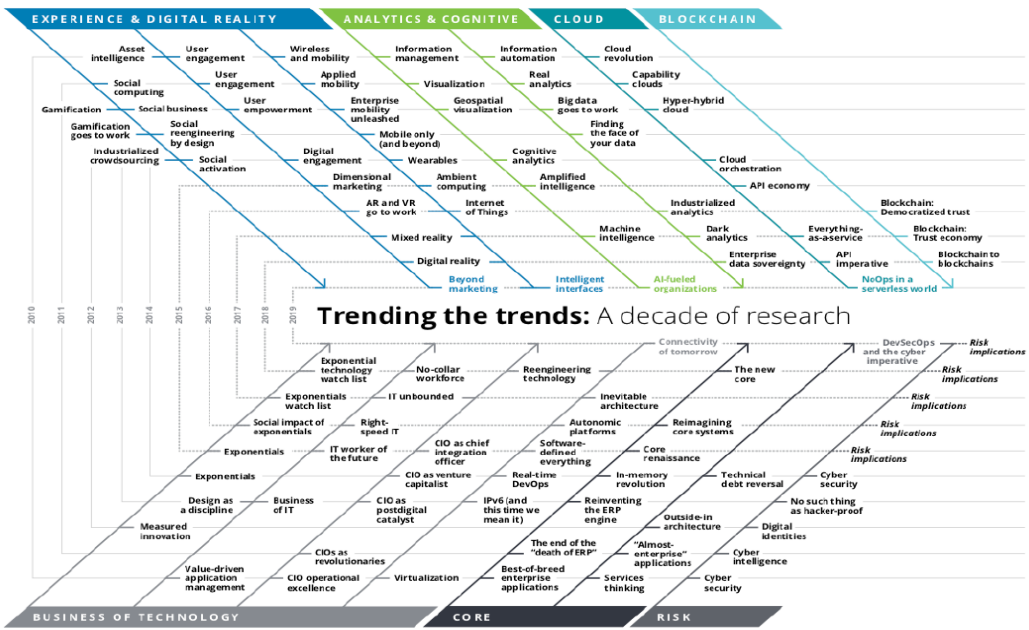 EXPERIENCE & DIGITAL REALITY
ANALYTICS & COGNITIVE
CLOUD
BLOCKCHAIN
Asset
intelligence
User
engagement
Wireless
and mobility
Information
management
Information
automation
Cloud
revolution
Social
computing
User
engagement
Applied
mobility
Visualization
Real
analytics
Capability
clouds
Gamification
Social business
User
empowerment
Enterprise
mobility
unleashed
Geospatial
visualization
Big data
goes to work
Hyper-hybrid
cloud
Gamification
goes to work
Social
reengineering
by design
Mobile only
(and beyond)
Finding
the face of
your data
Industrialized
crowdsourcing
Social
activation
Digital
engagement
Wearables
Cognitive
analytics
Cloud
orchestration
Dimensional
marketing
Ambient
computing
Amplified
intelligence
API economy
AR and VR
go to work
Internet
of Things
Industrialized
analytics
Blockchain:
Democratized trust
Mixed reality
Machine
intelligence
Dark
analytics
Everything-
as-a-service
Blockchain:
Trust economy
Digital reality
Enterprise
data sovereignty
API
imperative
Blockchain to
blockchains
Beyond
marketing
Intelligent
interfaces
AI-fueled
organizations
NoOps in a
serverless world
2010
2011
2012
2013
2014
2015
2016
2017
2018
2019
Trending the trends: A decade of research
Connectivity
of tomorrow
DevSecOps
and the cyber
imperative
Risk
implications
Exponential
technology
watch list
No-collar
workforce
Reengineering
technology
The new
core
Risk
implications
Exponentials
watch list
IT unbounded
Inevitable
architecture
Risk
implications
Social impact of
exponentials
Right-
speed IT
Autonomic
platforms
Reimagining
core systems
Risk
implications
Exponentials
IT worker of
the future
CIO as chief
integration
officer
Software-
defined
everything
Core
renaissance
Risk
implications
Exponentials
CIO as venture
capitalist
Real-time
DevOps
In-memory
revolution
Technical
debt reversal
Cyber
security
Design as
a discipline
Business
of IT
CIO as
postdigital
catalyst
IPv6 (and
this time we
mean it)
Reinventing
the ERP
engine
No such thing
as hacker-proof
Measured
innovation
Outside-in
architecture
Digital
identities
CIOs as
revolutionaries
The end of the
"death of ERP"
"Almost-
enterprise"
applications
Cyber
intelligence
Value-driven
application
management
CIO operational
excellence
Virtualization
Best-of-breed
enterprise
applications
Services
thinking
Cyber
security
BUSINESS OF TECHNOLOGY
CORE
RISK